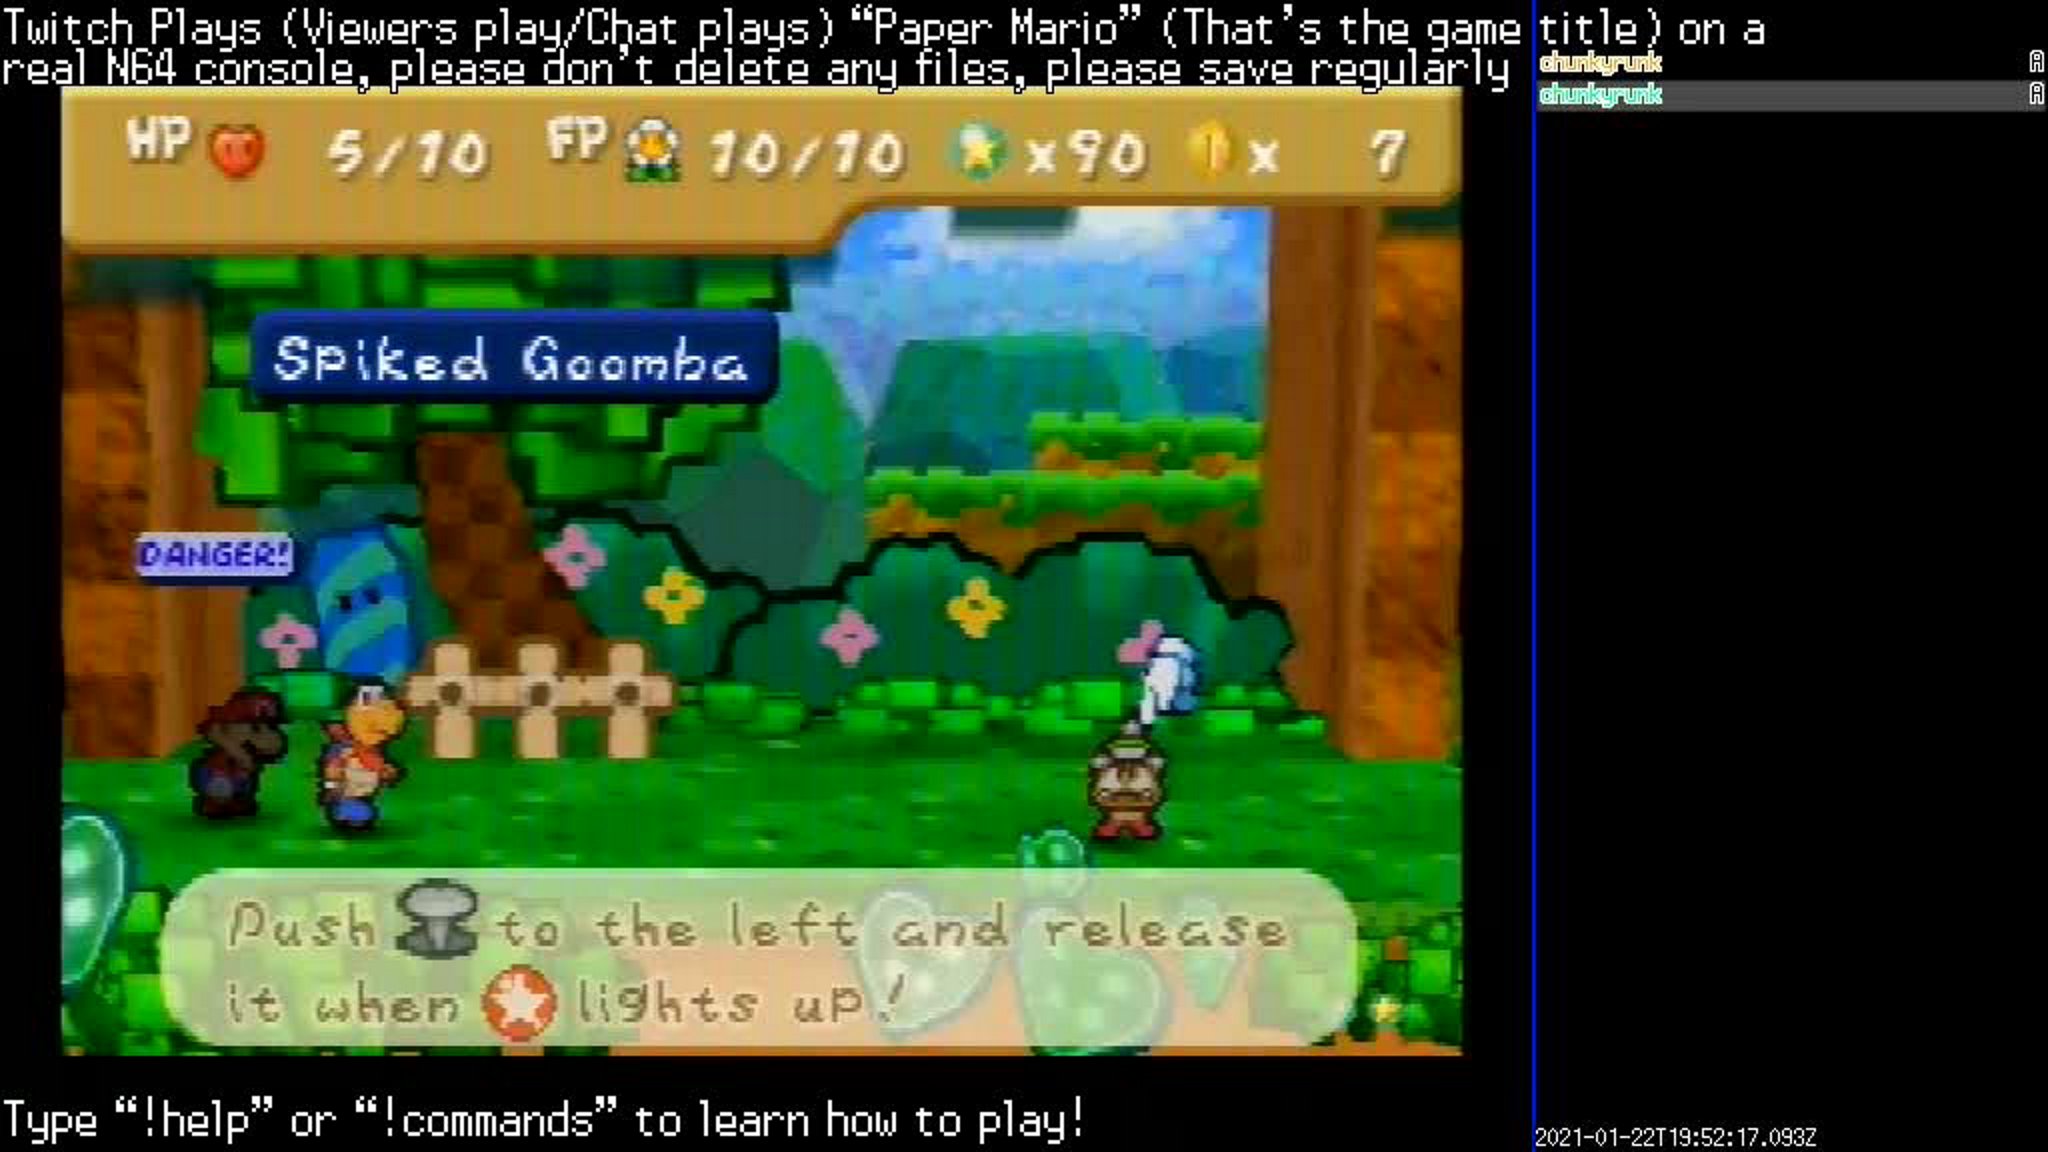 Twitch Plays (Viewers play/Chat plays) “Paper Mario” (That’s the game title) on a
real N64 console, please don’t delete any files, please save regularly
chunkyrunk A
chunkyrunk A
HP 5/10 FP 10/10 x90 x 7
Spiked Goomba
DANGER!
Push to the left and release
it when lights up!
Type “!help” or “!commands” to learn how to play!
2021-01-22T19:52:17.093Z